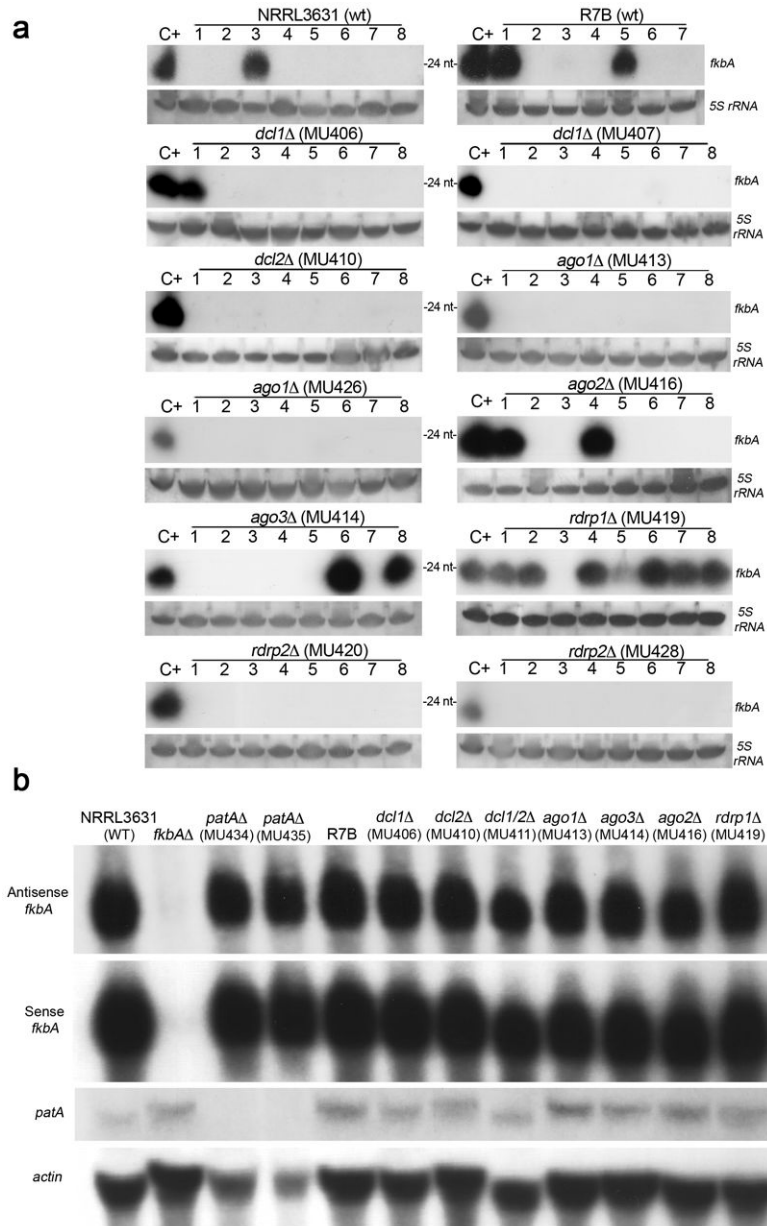 a
NRRL3631 (wt)
C+ 1 2 3 4 5 6 7 8
R7B (wt)
C+ 1 2 3 4 5 6 7
-24 nt-
fkbA
5S rRNA
dcl1Δ (MU406)
C+ 1 2 3 4 5 6 7 8
dcl1Δ (MU407)
C+ 1 2 3 4 5 6 7 8
-24 nt-
fkbA
5S
rRNA
dcl2Δ (MU410)
C+ 1 2 3 4 5 6 7 8
ago1Δ (MU413)
C+ 1 2 3 4 5 6 7 8
-24 nt-
fkbA
5S
rRNA
ago1Δ (MU426)
C+ 1 2 3 4 5 6 7 8
ago2Δ (MU416)
C+ 1 2 3 4 5 6 7 8
-24 nt-
fkbA
5S
rRNA
ago3Δ (MU414)
C+ 1 2 3 4 5 6 7 8
rdrp1Δ (MU419)
C+ 1 2 3 4 5 6 7 8
-24 nt-
fkbA
5S
rRNA
rdrp2Δ (MU420)
C+ 1 2 3 4 5 6 7 8
rdrp2Δ (MU428)
C+ 1 2 3 4 5 6 7 8
-24 nt-
fkbA
5S
rRNA
b
NRRL3631 fkbAΔ patAΔ patAΔ R7B dcl1Δ dcl2Δ dcl1/2Δ ago1Δ ago3Δ ago2Δ rdrp1Δ
(WT) (MU434) (MU435) (MU406) (MU410) (MU411) (MU413) (MU414) (MU416) (MU419)
Antisense
fkbA
Sense
fkbA
patA
actin